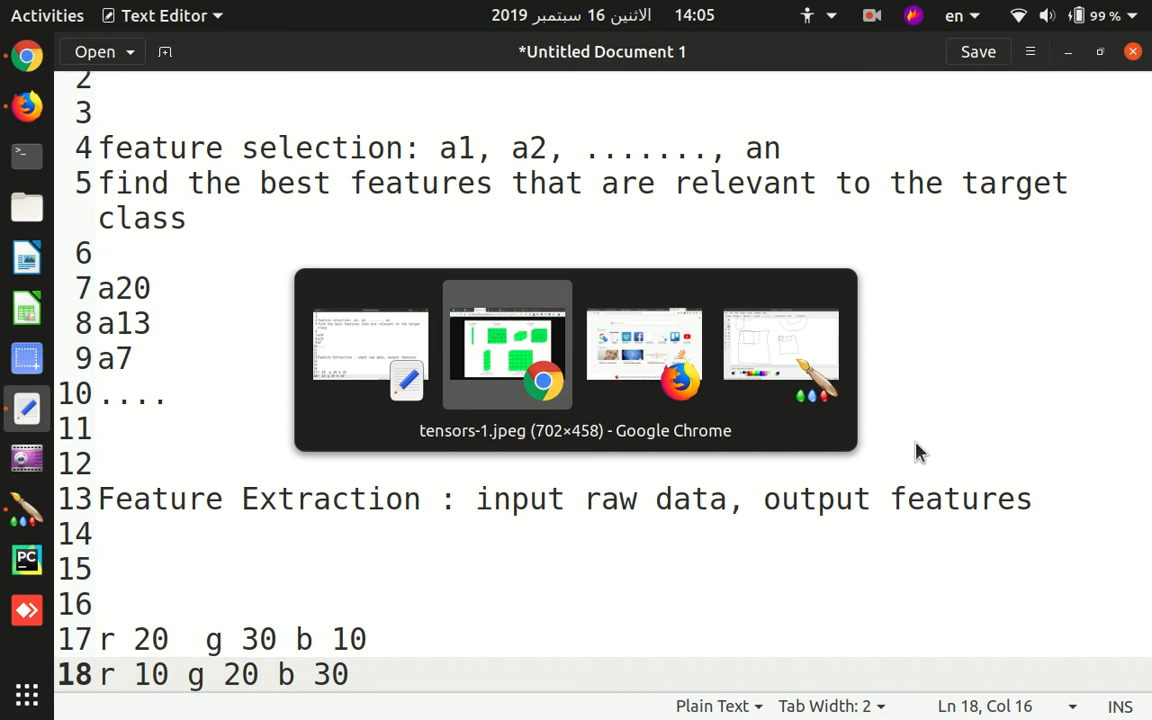 Activities Text Editor 14:05 الاثنين 16 سبتمبر 2019 en 99 %
Open *Untitled Document 1 Save
2
3
4 feature selection: a1, a2, ......., an
5 find the best features that are relevant to the target
class
6
7 a20
8 a13
9 a7
10 ....
11
12
tensors-1.jpeg (702×458) - Google Chrome
13 Feature Extraction : input raw data, output features
14
15
16
17 r 20  g 30 b 10
18 r 10 g 20 b 30
PC
Plain Text Tab Width: 2 Ln 18, Col 16 INS